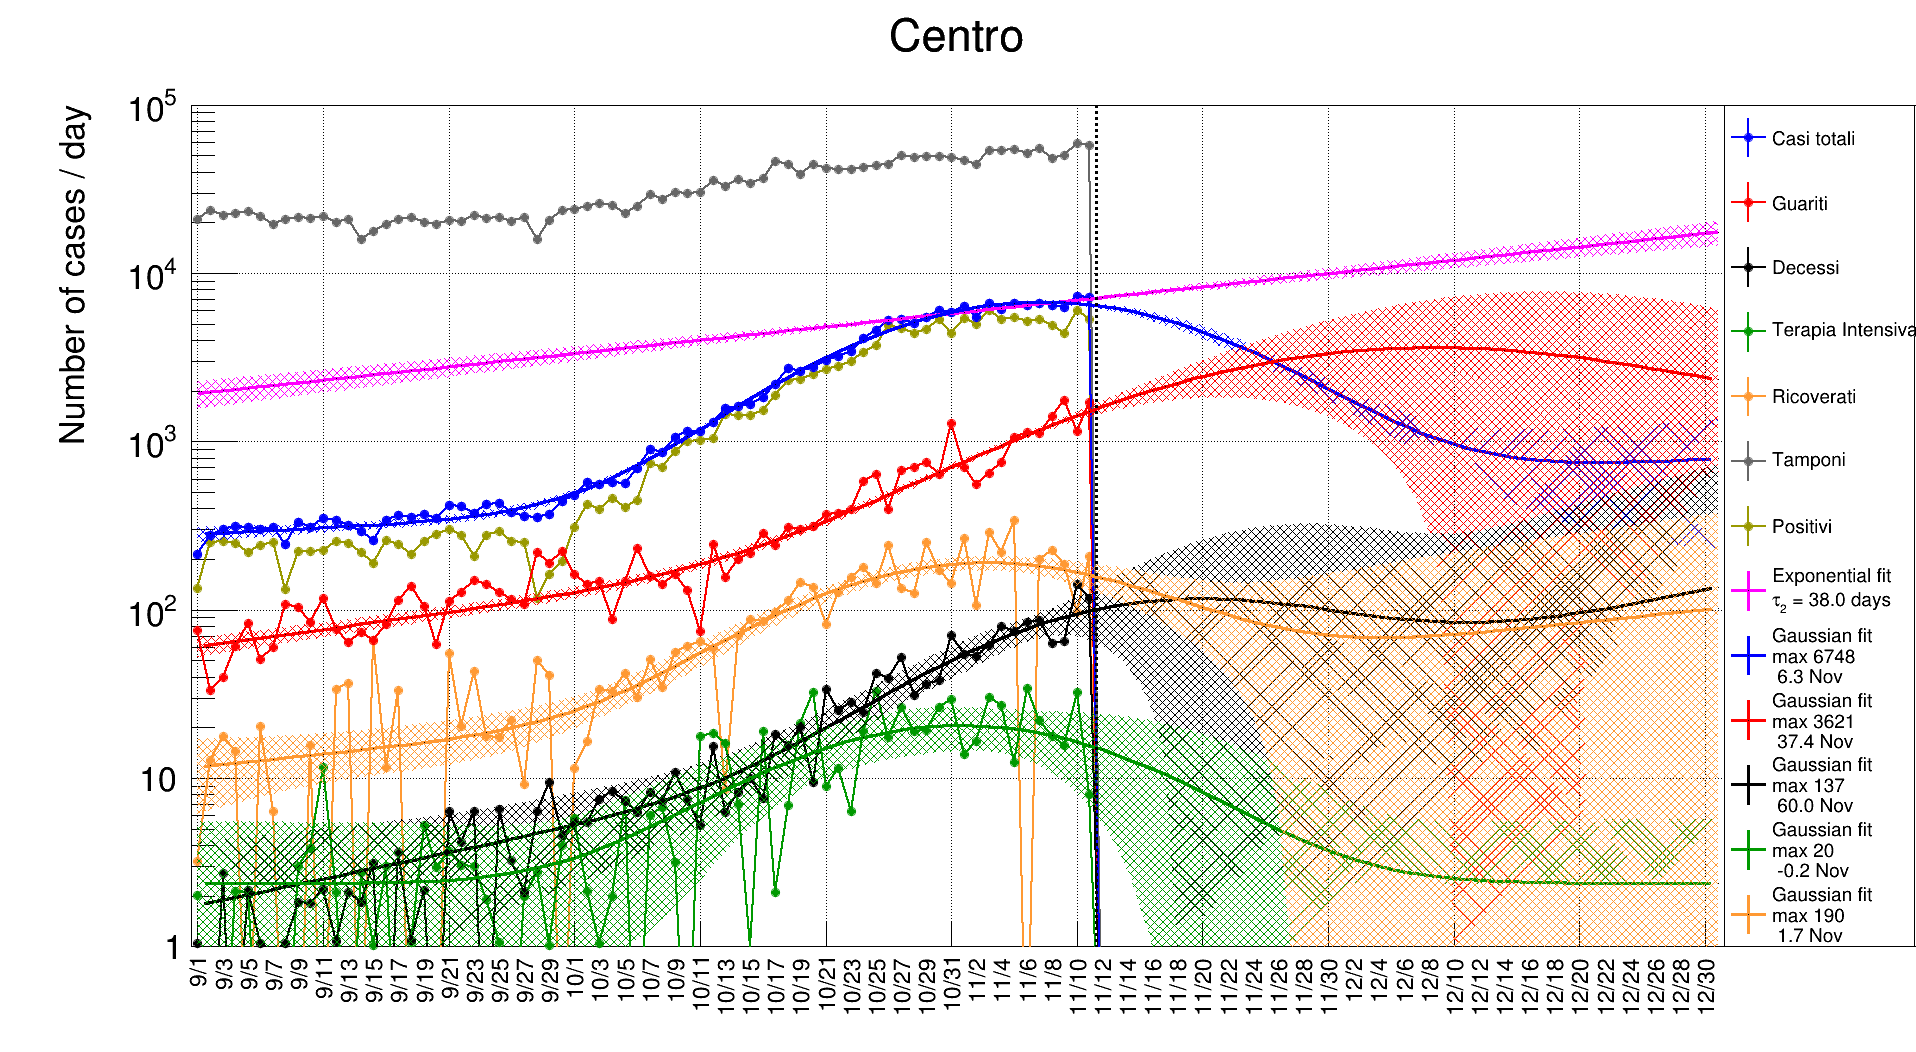 Centro
Number of cases / day
10^5
10^4
10^3
10^2
10
1
9/1 9/3 9/5 9/7 9/9 9/11 9/13 9/15 9/17 9/19 9/21 9/23 9/25 9/27 9/29 10/1 10/3 10/5 10/7 10/9 10/11 10/13 10/15 10/17 10/19 10/21 10/23 10/25 10/27 10/29 10/31 11/2 11/4 11/6 11/8 11/10 11/12 11/14 11/16 11/18 11/20 11/22 11/24 11/26 11/28 11/30 12/2 12/4 12/6 12/8 12/10 12/12 12/14 12/16 12/18 12/20 12/22 12/24 12/26 12/28 12/30
Casi totali
Guariti
Decessi
Terapia Intensiva
Ricoverati
Tamponi
Positivi
Exponential fit
τ2 = 38.0 days
Gaussian fit
max 6748
6.3 Nov
Gaussian fit
max 3621
37.4 Nov
Gaussian fit
max 137
60.0 Nov
Gaussian fit
max 20
-0.2 Nov
Gaussian fit
max 190
1.7 Nov